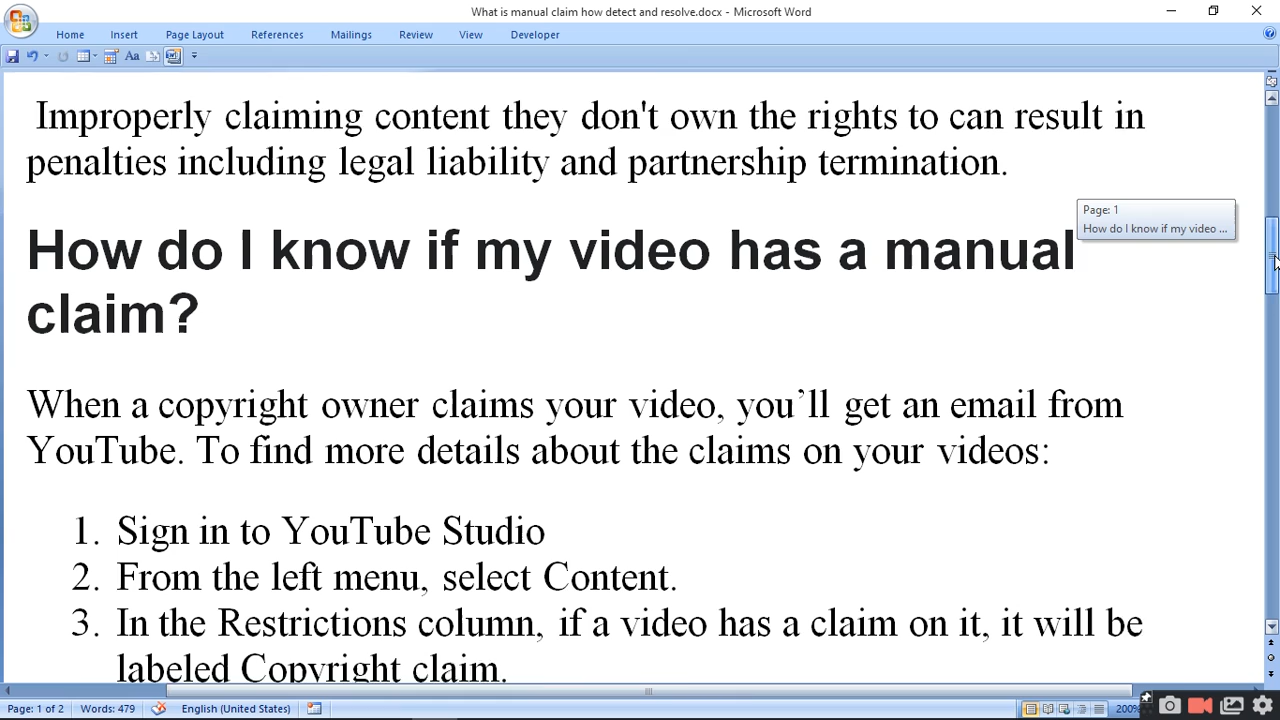 What is manual claim how detect and resolve.docx - Microsoft Word
Home Insert Page Layout References Mailings Review View Developer
Aa
Improperly claiming content they don't own the rights to can result in
penalties including legal liability and partnership termination.
Page: 1
How do I know if my video ...
How do I know if my video has a manual
claim?
When a copyright owner claims your video, you’ll get an email from
YouTube. To find more details about the claims on your videos:
1. Sign in to YouTube Studio
2. From the left menu, select Content.
3. In the Restrictions column, if a video has a claim on it, it will be
labeled Copyright claim.
Page: 1 of 2 Words: 479 English (United States) 200%